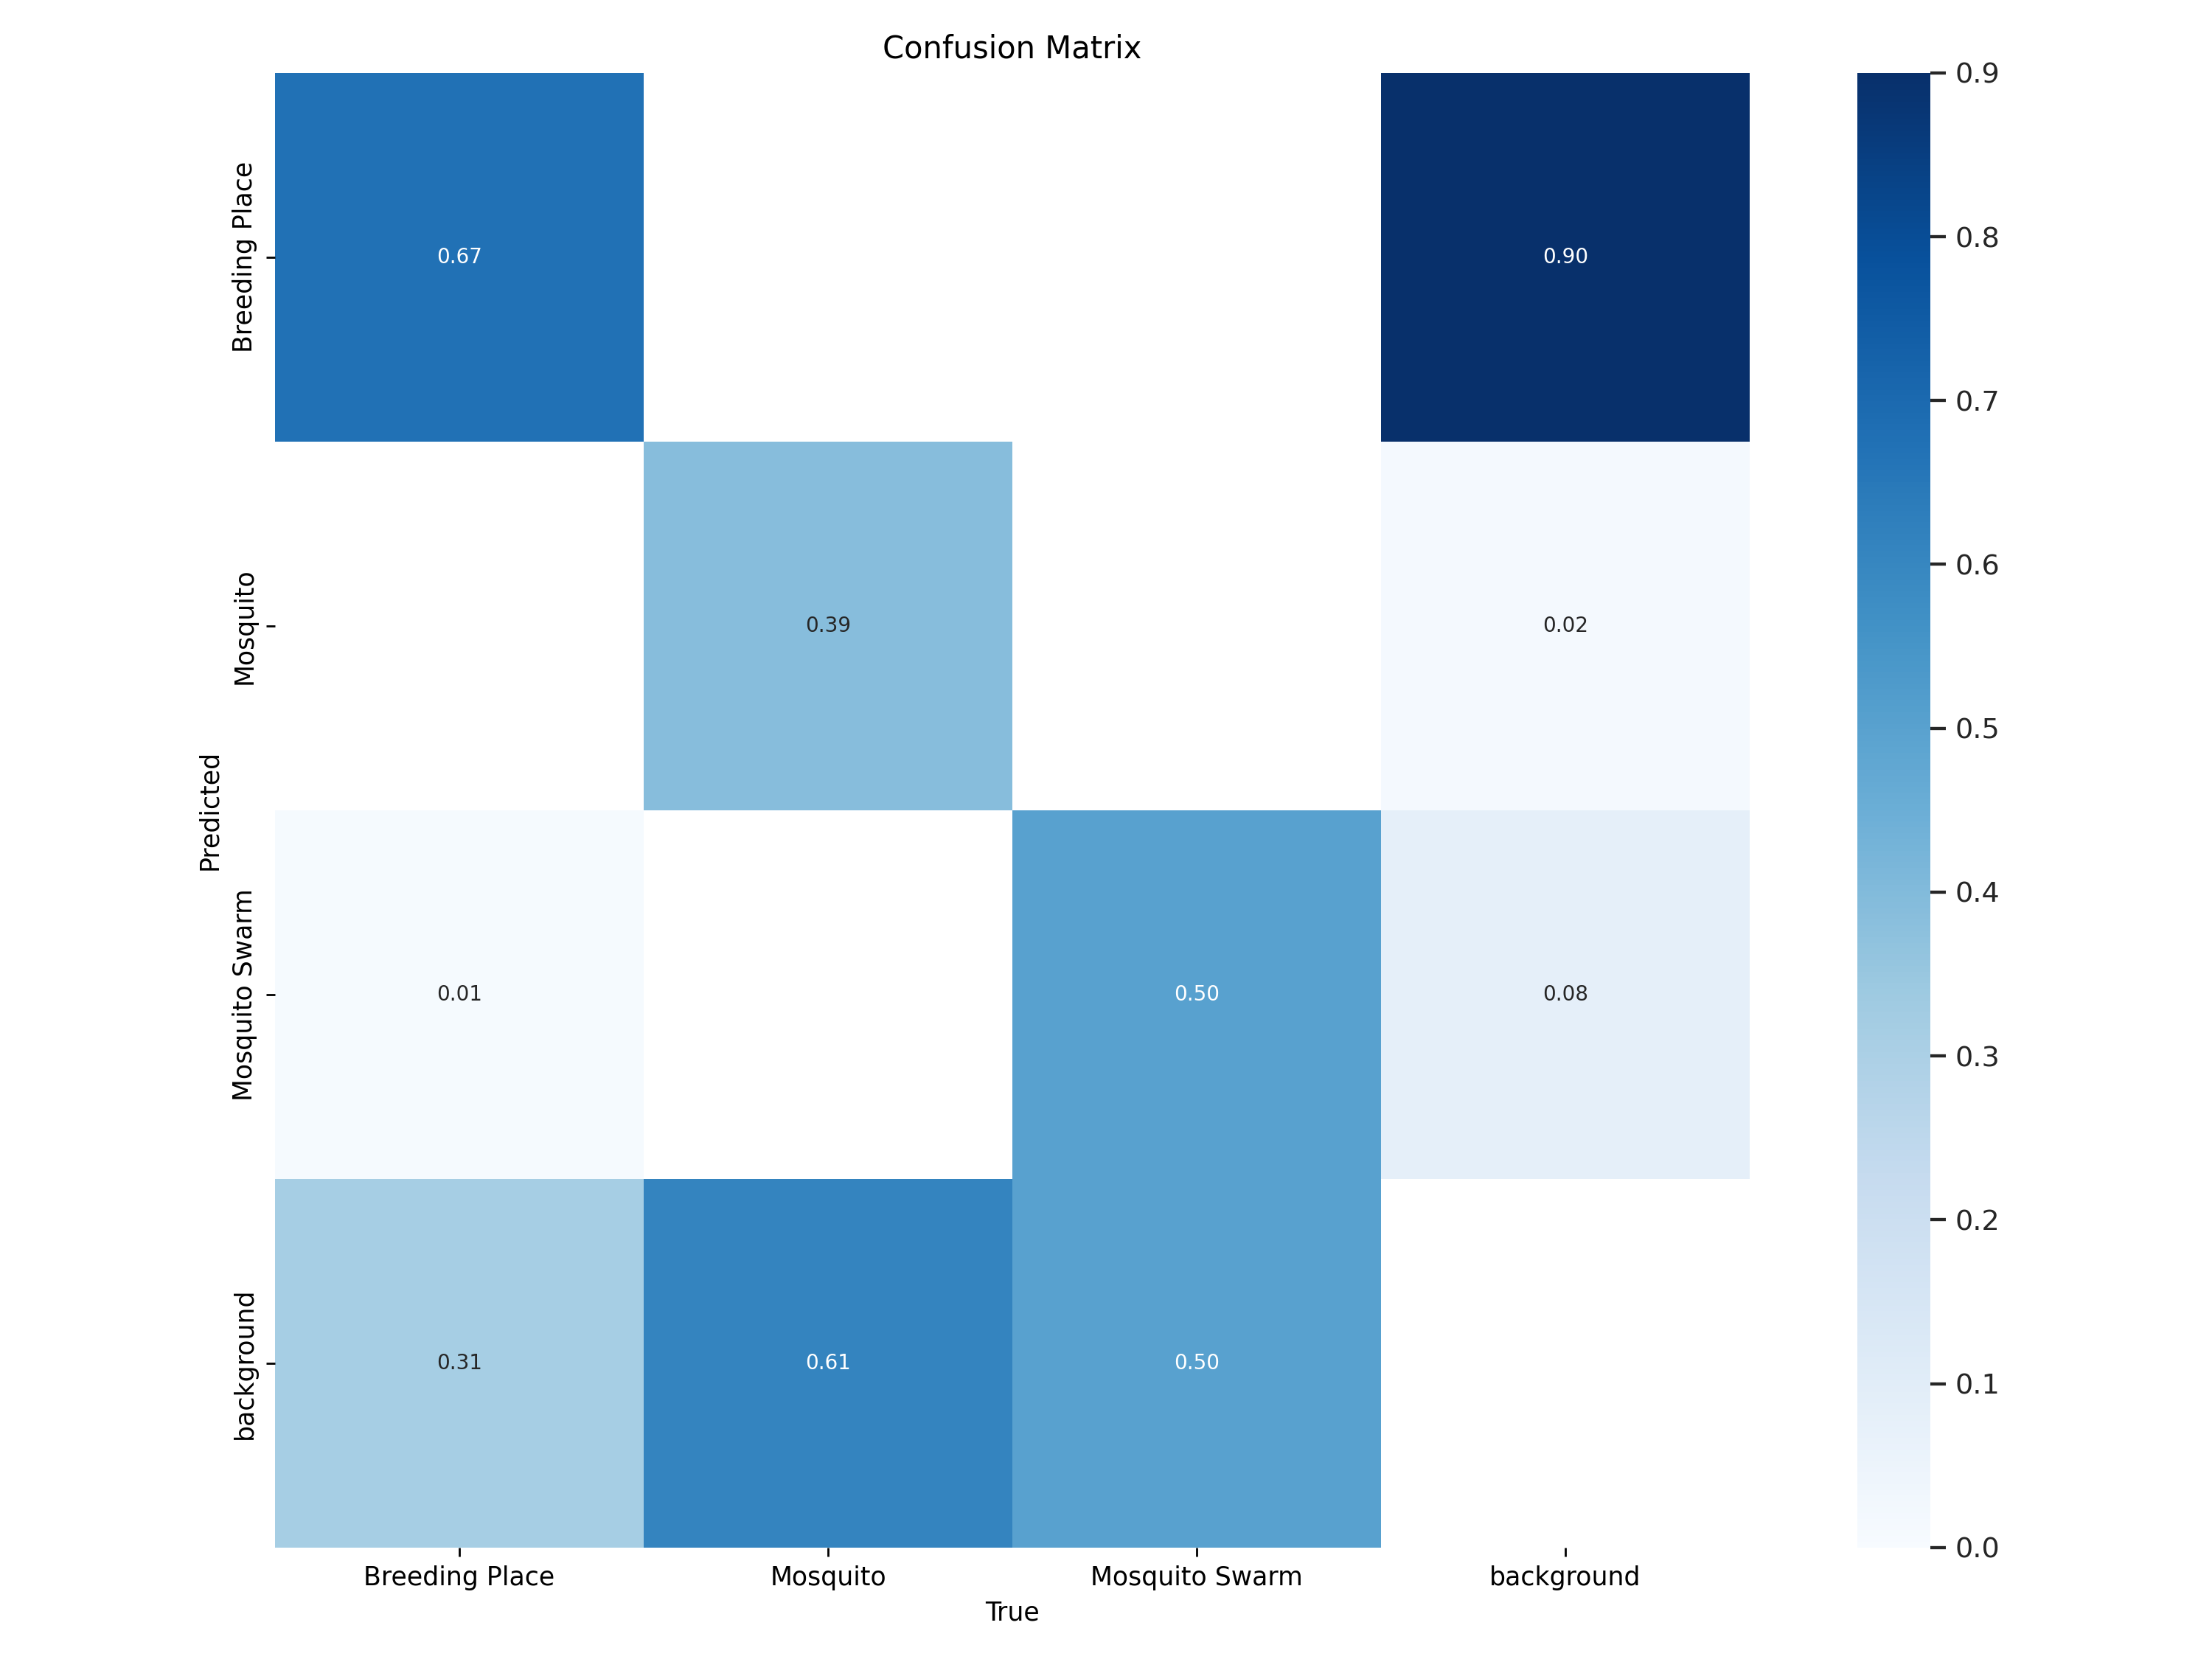 Confusion Matrix
Breeding Place
Mosquito
Mosquito Swarm
background
Predicted
0.67
0.90
0.39
0.02
0.01
0.50
0.08
0.31
0.61
0.50
Breeding Place
Mosquito
Mosquito Swarm
background
True
0.9
0.8
0.7
0.6
0.5
0.4
0.3
0.2
0.1
0.0